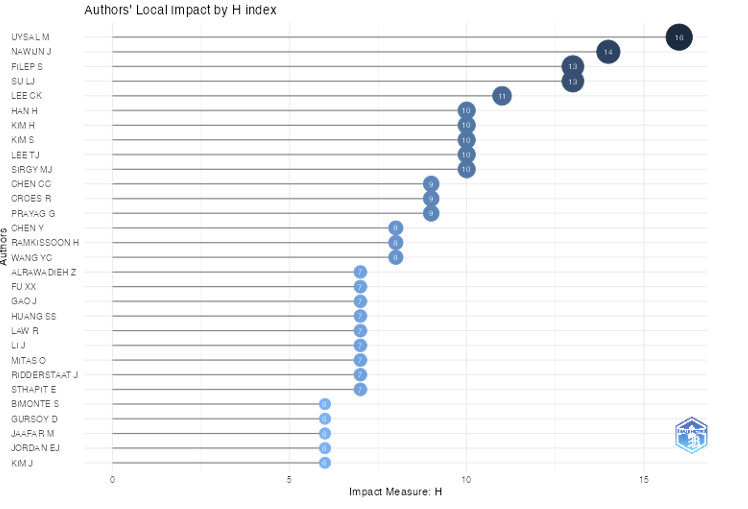 Authors' Local Impact by H index
UYSAL M
16
NAWIJN J
14
FILEP S
13
SU LJ
13
LEE CK
11
HAN H
10
KIM H
10
KIM S
10
LEE TJ
10
SIRGY MJ
10
CHEN CC
9
CROES R
9
PRAYAG G
9
CHEN Y
8
RAMKISSOON H
8
WANG YC
8
ALRAWADIEH Z
7
FU XX
7
GAO J
7
HUANG SS
7
LAW R
7
LI J
7
MITAS O
7
RIDDERSTAAT J
7
STHAPIT E
7
BIMONTE S
6
GURSOY D
6
JAAFAR M
6
JORDAN EJ
6
KIM J
6
Authors
0 5 10 15
Impact Measure: H